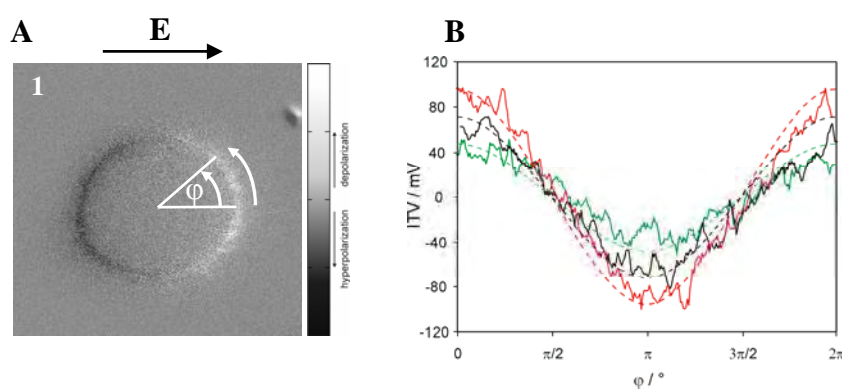 A
E
1
φ
depolarization
hyperpolarization
B
120
80
40
0
-40
-80
-120
ITV / mV
0
π/2
π
3π/2
2π
φ / °